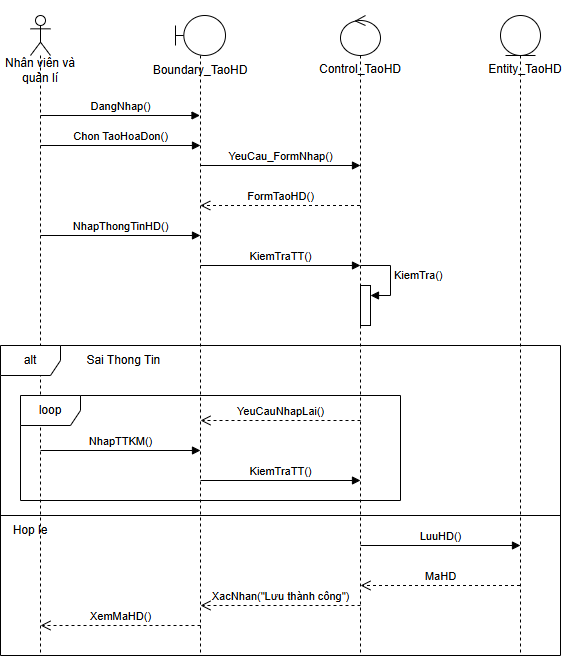 Nhân viên và
quản lí
Boundary_TaoHD
Control_TaoHD
Entity_TaoHD
DangNhap()
Chon TaoHoaDon()
YeuCau_FormNhap()
FormTaoHD()
NhapThongTinHD()
KiemTraTT()
KiemTra()
alt
Sai Thong Tin
loop
YeuCauNhapLai()
NhapTTKM()
KiemTraTT()
Hop le
LuuHD()
MaHD
XacNhan("Lưu thành công")
XemMaHD()